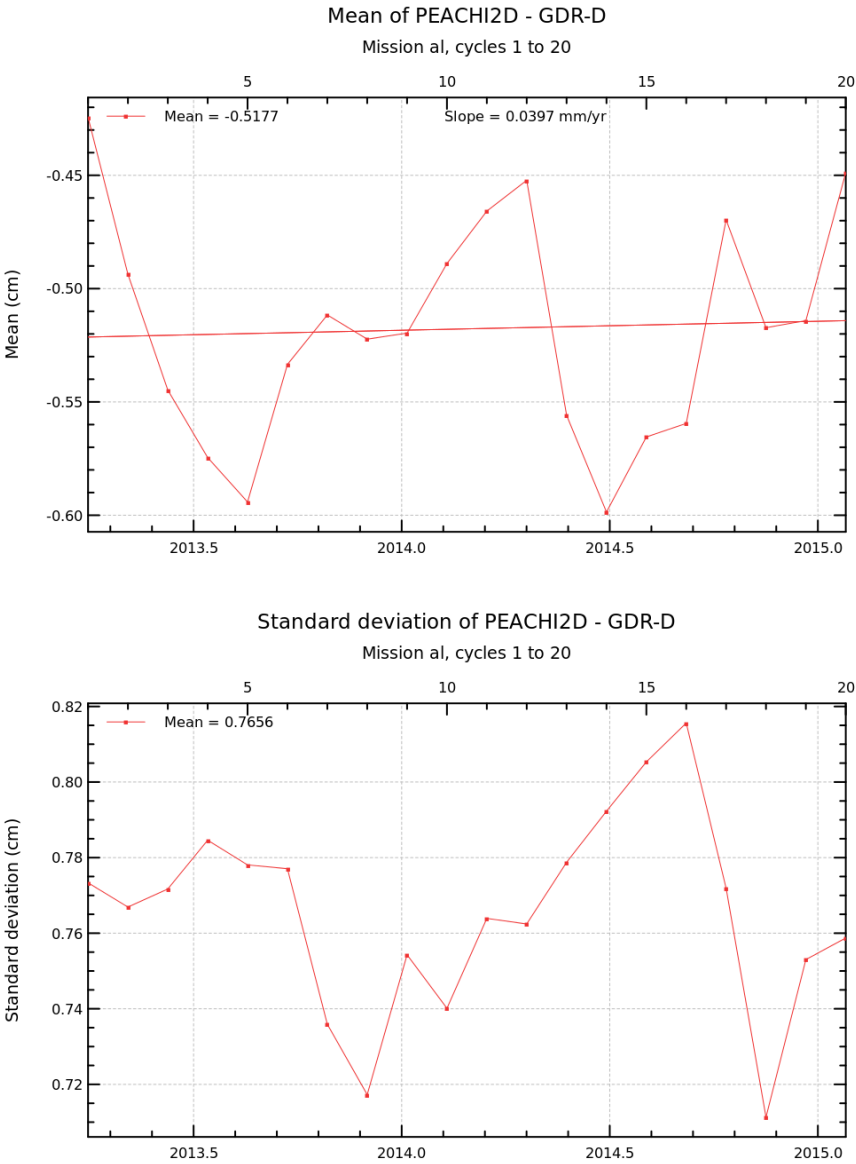 Mean of PEACHI2D - GDR-D
Mission al, cycles 1 to 20
5 10 15 20
Mean = -0.5177 Slope = 0.0397 mm/yr
-0.45
-0.50
-0.55
-0.60
Mean (cm)
2013.5 2014.0 2014.5 2015.0
Standard deviation of PEACHI2D - GDR-D
Mission al, cycles 1 to 20
5 10 15 20
Mean = 0.7656
0.82
0.80
0.78
0.76
0.74
0.72
Standard deviation (cm)
2013.5 2014.0 2014.5 2015.0